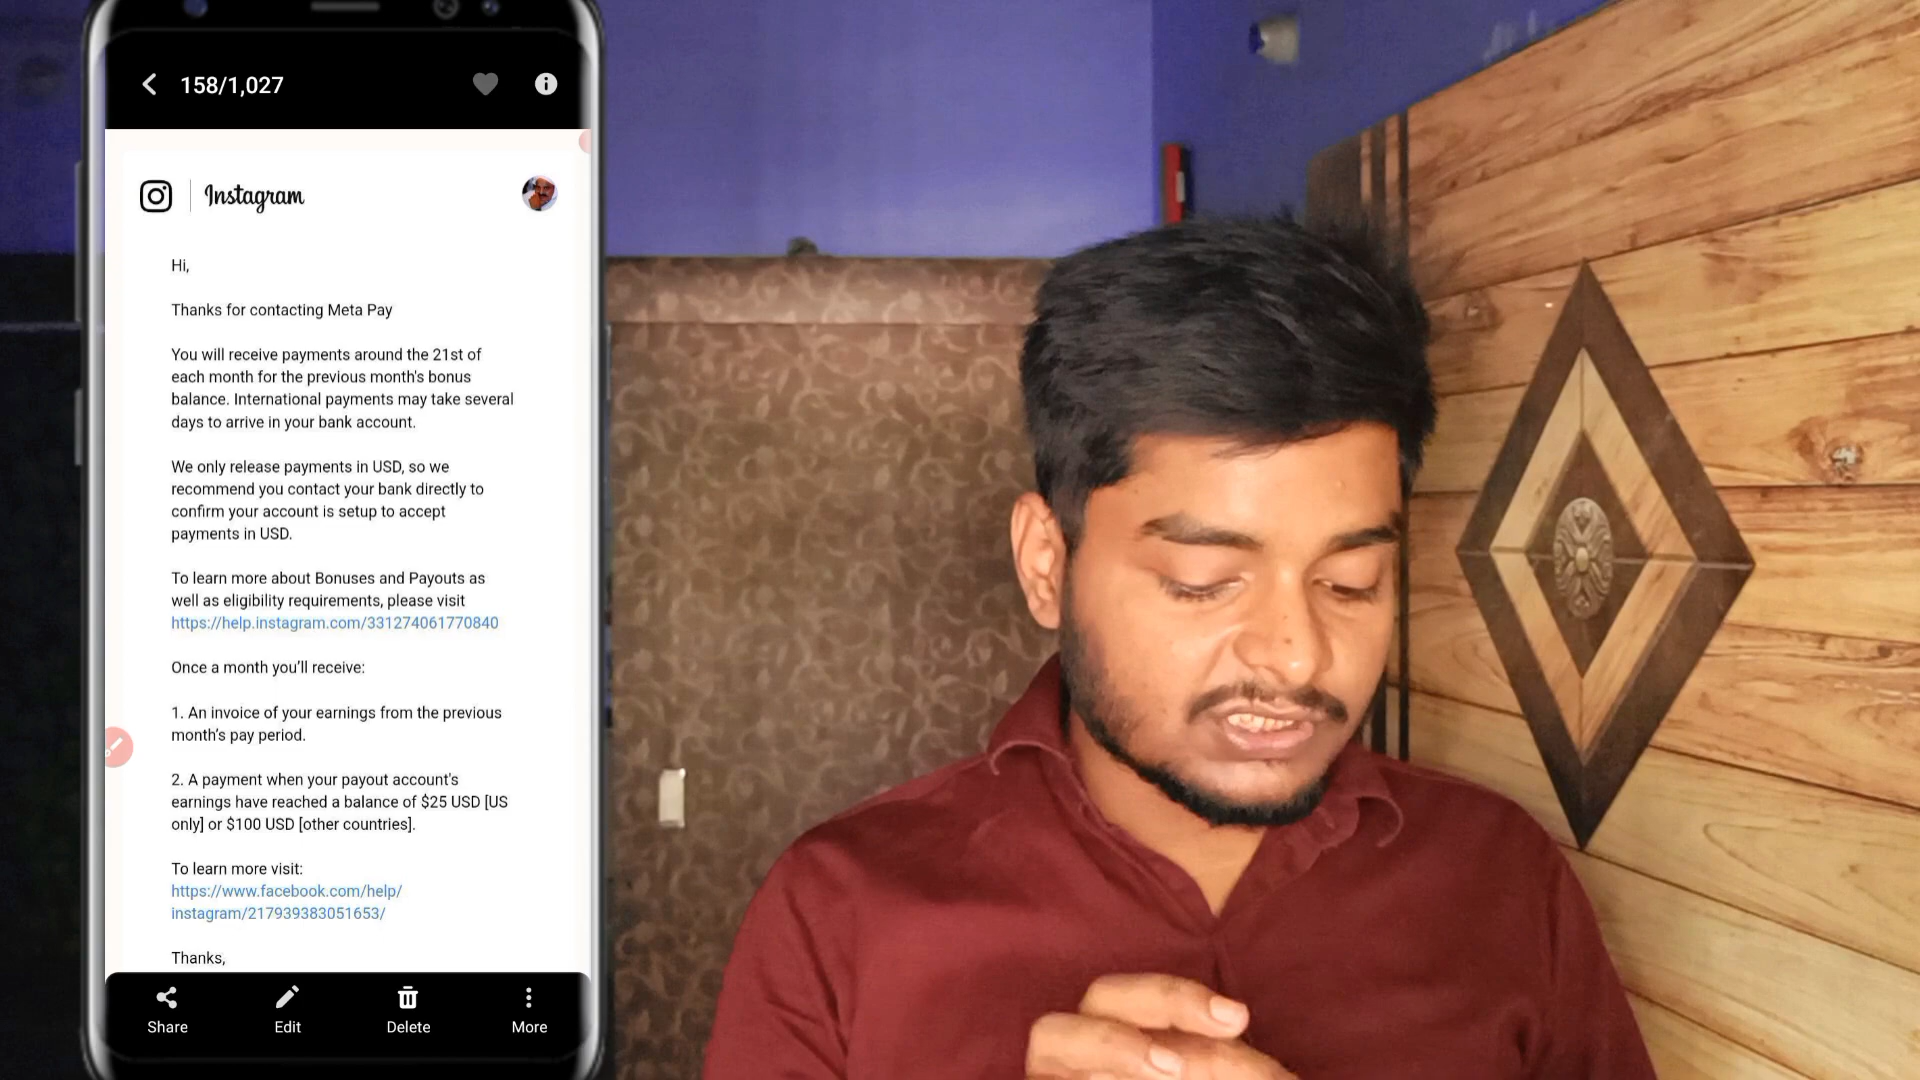 158/1,027
Instagram
Hi,
Thanks for contacting Meta Pay
You will receive payments around the 21st of
each month for the previous month's bonus
balance. International payments may take several
days to arrive in your bank account.
We only release payments in USD, so we
recommend you contact your bank directly to
confirm your account is setup to accept
payments in USD.
To learn more about Bonuses and Payouts as
well as eligibility requirements, please visit
https://help.instagram.com/331274061770840
Once a month you’ll receive:
1. An invoice of your earnings from the previous
month’s pay period.
2. A payment when your payout account's
earnings have reached a balance of $25 USD [US
only] or $100 USD [other countries].
To learn more visit:
https://www.facebook.com/help/
instagram/217939383051653/
Thanks,
Share
Edit
Delete
More